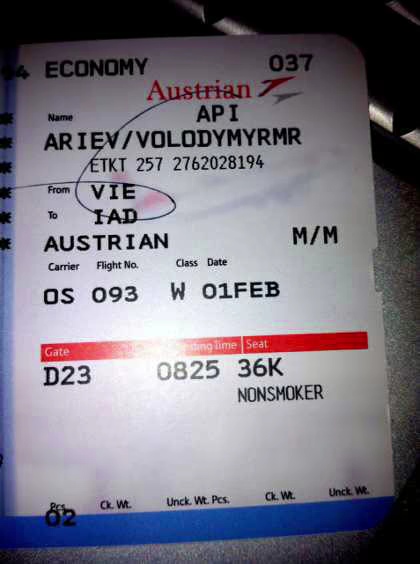 ECONOMY 037
Austrian
Name API
ARIEV/VOLODYMYRMR
ETKT 257 2762028194
From VIE
To IAD
AUSTRIAN M/M
Carrier Flight No. Class Date
OS 093 W 01FEB
Gate Time Seat
D23 0825 36K
NONSMOKER
Pcs. Ck. Wt. Unck. Wt. Pcs. Ck. Wt. Unck. Wt.
02